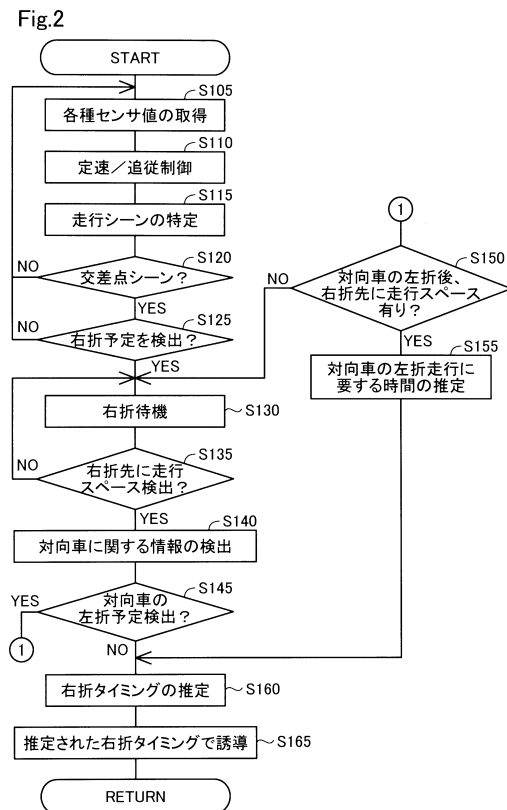 Fig.2
START
S105
各種センサ値の取得
S110
定速／追従制御
S115
走行シーンの特定
S120
NO
交差点シーン？
YES
S125
NO
右折予定を検出？
YES
右折待機
S130
S135
NO
右折先に走行
スペース検出？
YES
S140
対向車に関する情報の検出
S145
YES
対向車の
左折予定検出？
1
NO
右折タイミングの推定
S160
推定された右折タイミングで誘導
S165
RETURN
1
S150
NO
対向車の左折後、
右折先に走行スペース
有り？
YES
S155
対向車の左折走行に
要する時間の推定